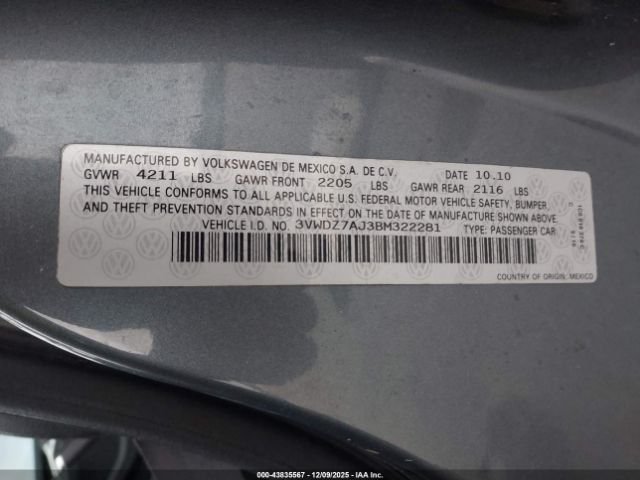 MANUFACTURED BY VOLKSWAGEN DE MEXICO S.A. DE C.V. DATE 10.10
GVWR 4211 LBS GAWR FRONT 2205 LBS GAWR REAR 2116 LBS
THIS VEHICLE CONFORMS TO ALL APPLICABLE U.S. FEDERAL MOTOR VEHICLE SAFETY, BUMPER,
AND THEFT PREVENTION STANDARDS IN EFFECT ON THE DATE OF MANUFACTURE SHOWN ABOVE.
VEHICLE I.D. NO. 3VWDZ7AJ3BM322281 TYPE: PASSENGER CAR
COUNTRY OF ORIGIN: MEXICO
--- 000-43835567 - 12/09/2025 - IAAI.COM ---